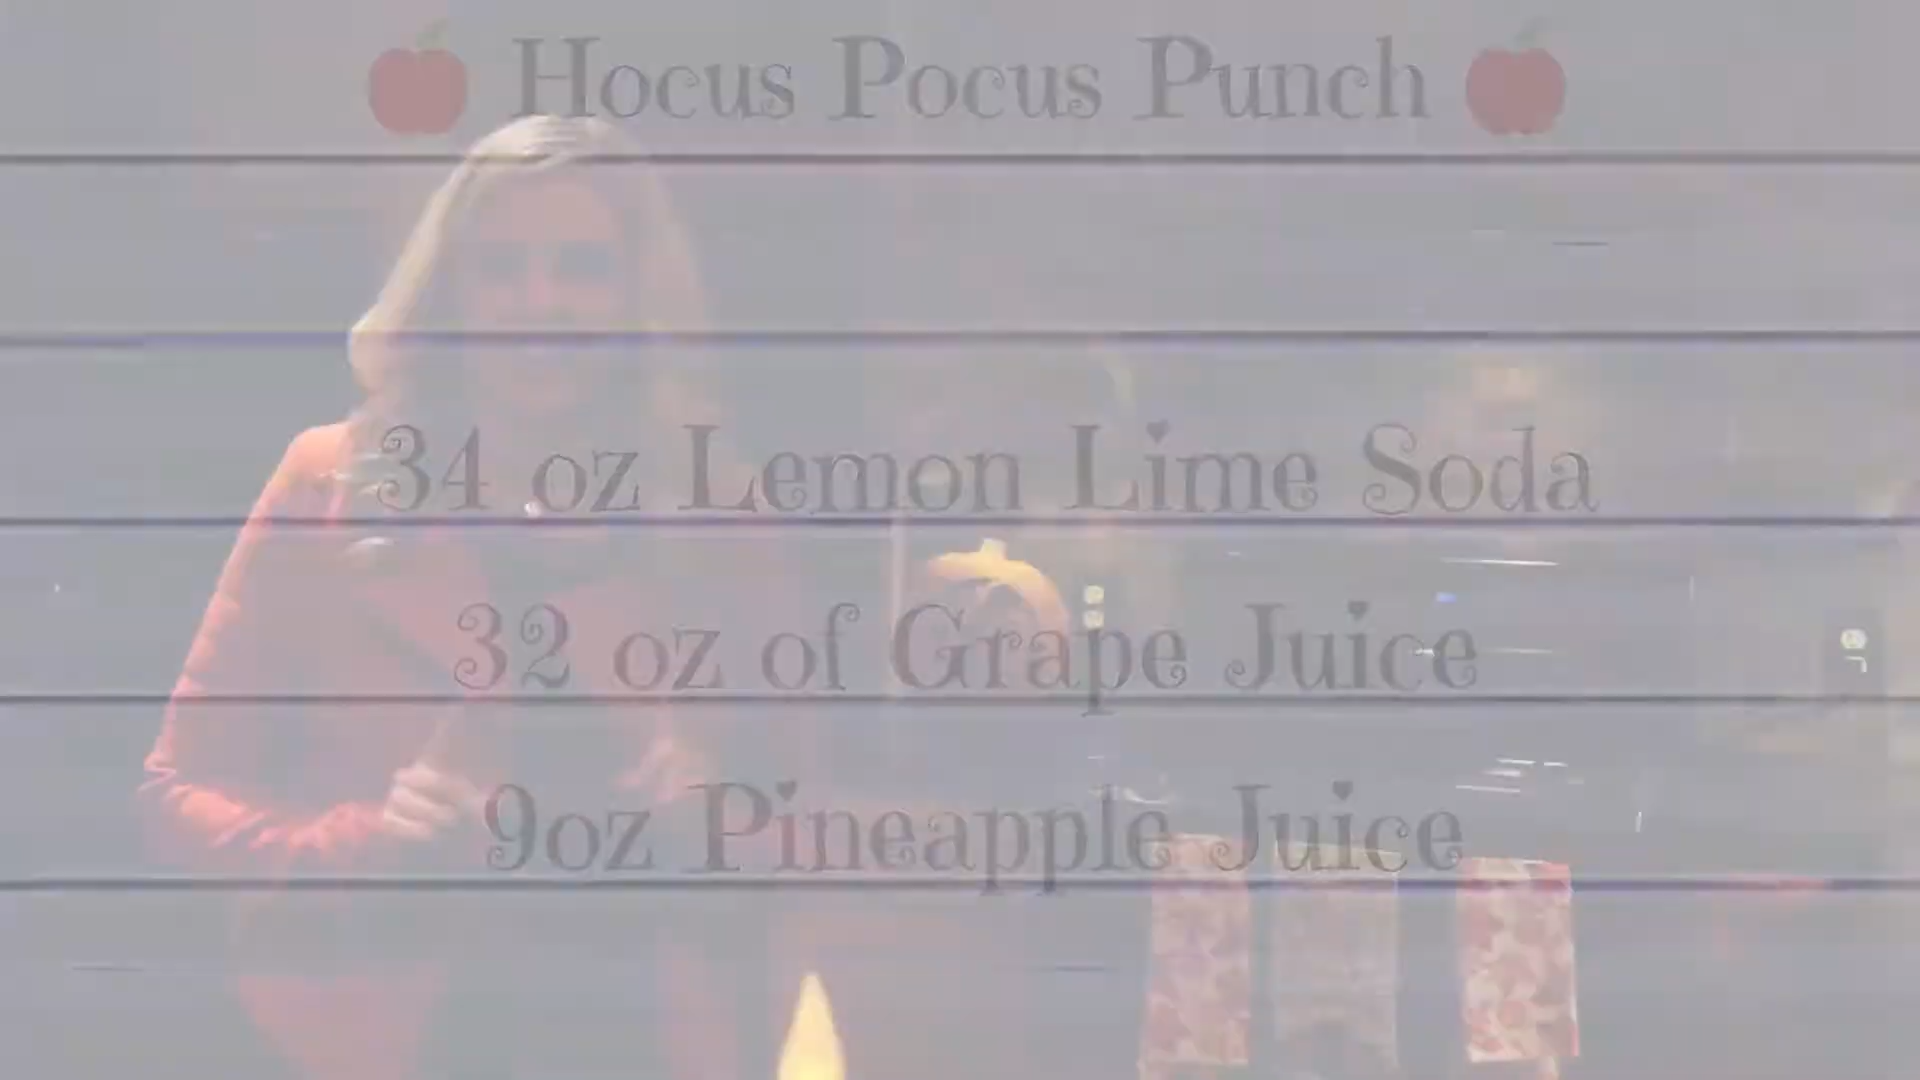 Hocus Pocus Punch
34 oz Lemon Lime Soda
32 oz of Grape Juice
9oz Pineapple Juice